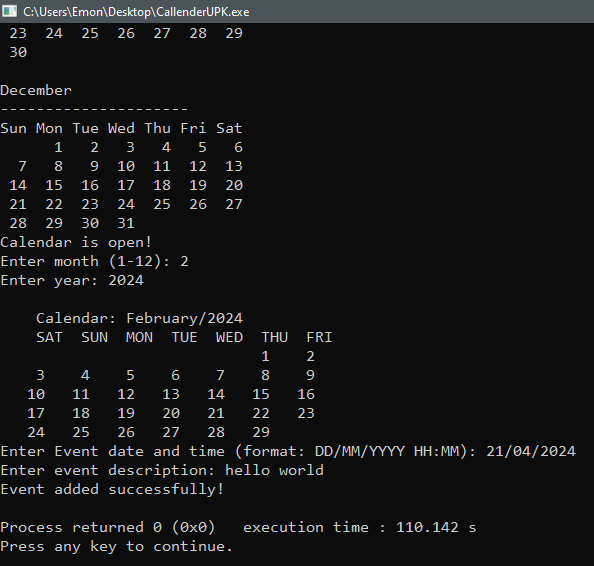 C:\Users\Emon\Desktop\CallenderUPK.exe
23 24 25 26 27 28 29
30
December
---------------------
Sun Mon Tue Wed Thu Fri Sat
1 2 3 4 5 6
7 8 9 10 11 12 13
14 15 16 17 18 19 20
21 22 23 24 25 26 27
28 29 30 31
Calendar is open!
Enter month (1-12): 2
Enter year: 2024
Calendar: February/2024
SAT SUN MON TUE WED THU FRI
1 2
3 4 5 6 7 8 9
10 11 12 13 14 15 16
17 18 19 20 21 22 23
24 25 26 27 28 29
Enter Event date and time (format: DD/MM/YYYY HH:MM): 21/04/2024
Enter event description: hello world
Event added successfully!
Process returned 0 (0x0) execution time : 110.142 s
Press any key to continue.